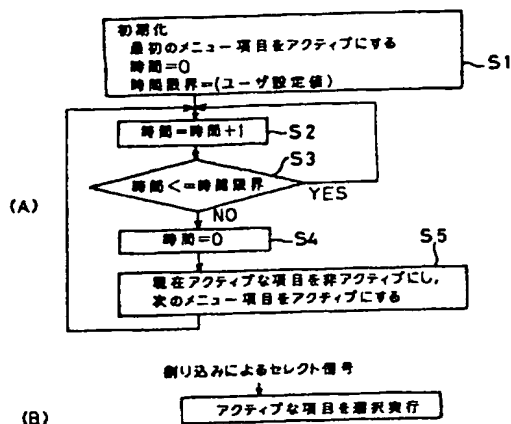 初期化
最初のメニュー項目をアクティブにする
時間=0
時間限界=(ユーザ設定値)
S1
時間=時間+1
S2
S3
時間<=時間限界
YES
(A)
NO
時間=0
S4
S5
現在アクティブな項目を非アクティブにし,
次のメニュー項目をアクティブにする
割り込みによるセレクト信号
(B)
アクティブな項目を選択実行